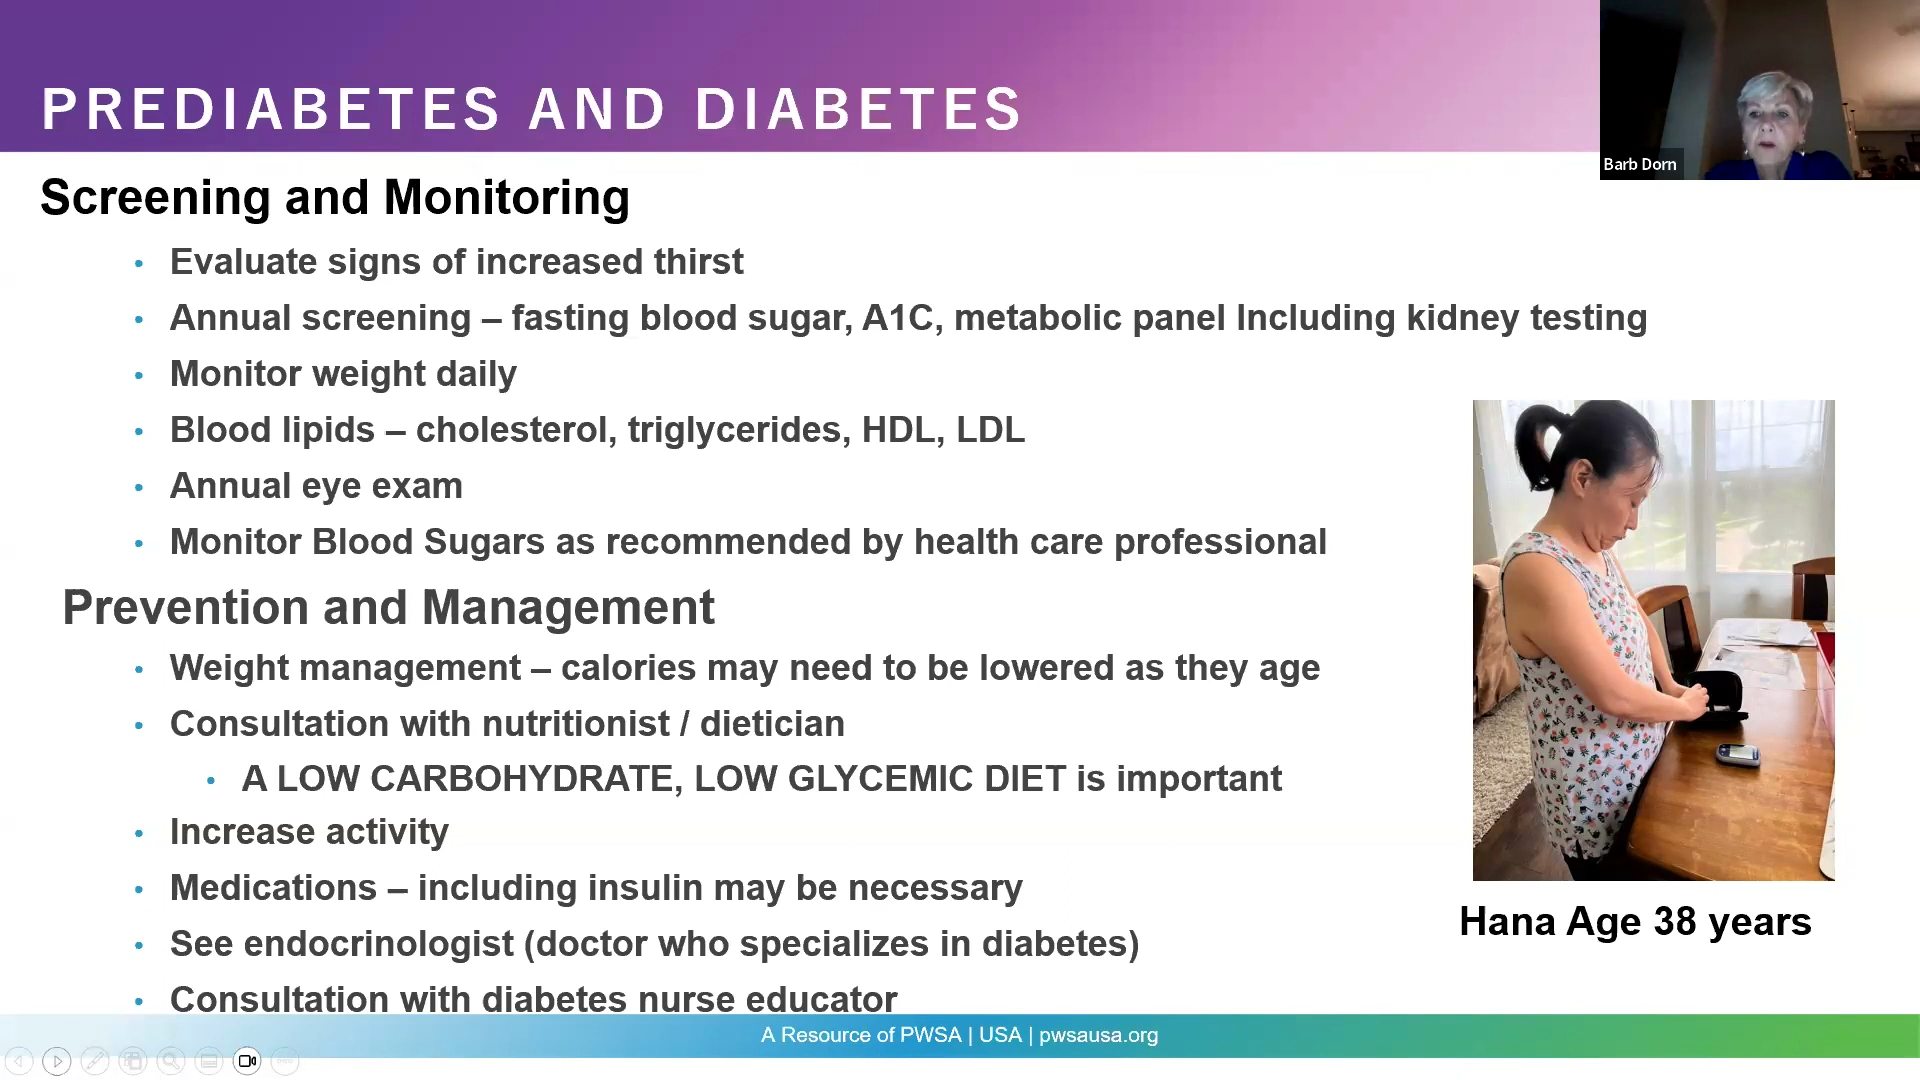 PREDIABETES AND DIABETES
Barb Dorn
Screening and Monitoring
• Evaluate signs of increased thirst
• Annual screening – fasting blood sugar, A1C, metabolic panel Including kidney testing
• Monitor weight daily
• Blood lipids – cholesterol, triglycerides, HDL, LDL
• Annual eye exam
• Monitor Blood Sugars as recommended by health care professional
Prevention and Management
• Weight management – calories may need to be lowered as they age
• Consultation with nutritionist / dietician
• A LOW CARBOHYDRATE, LOW GLYCEMIC DIET is important
• Increase activity
• Medications – including insulin may be necessary
• See endocrinologist (doctor who specializes in diabetes)
• Consultation with diabetes nurse educator
Hana Age 38 years
A Resource of PWSA | USA | pwsausa.org